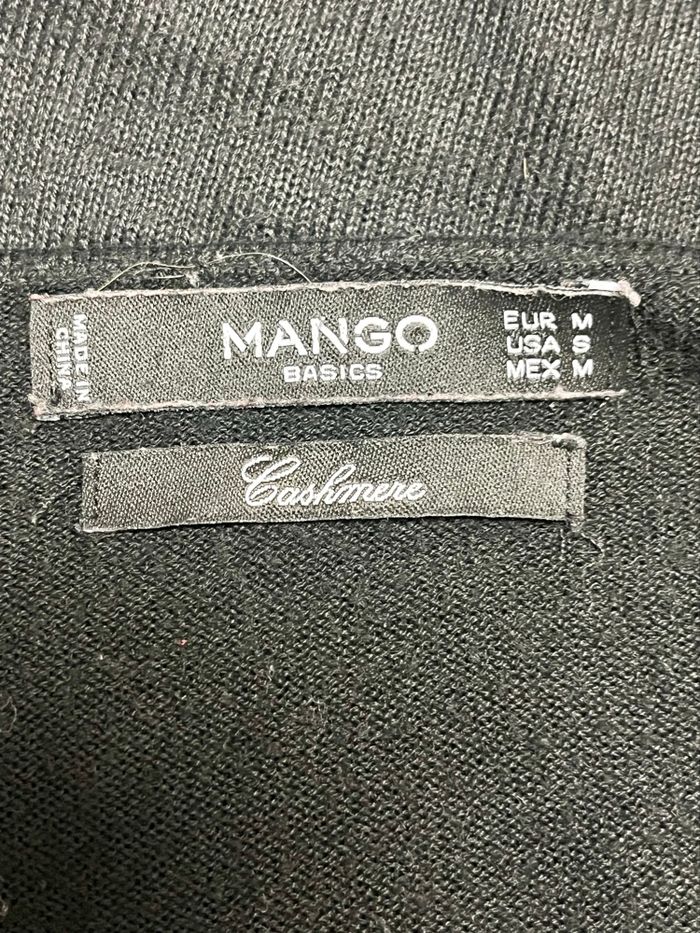 MADE IN
CHINA
MANGO
BASICS
EUR M
USA S
MEX M
Cashmere